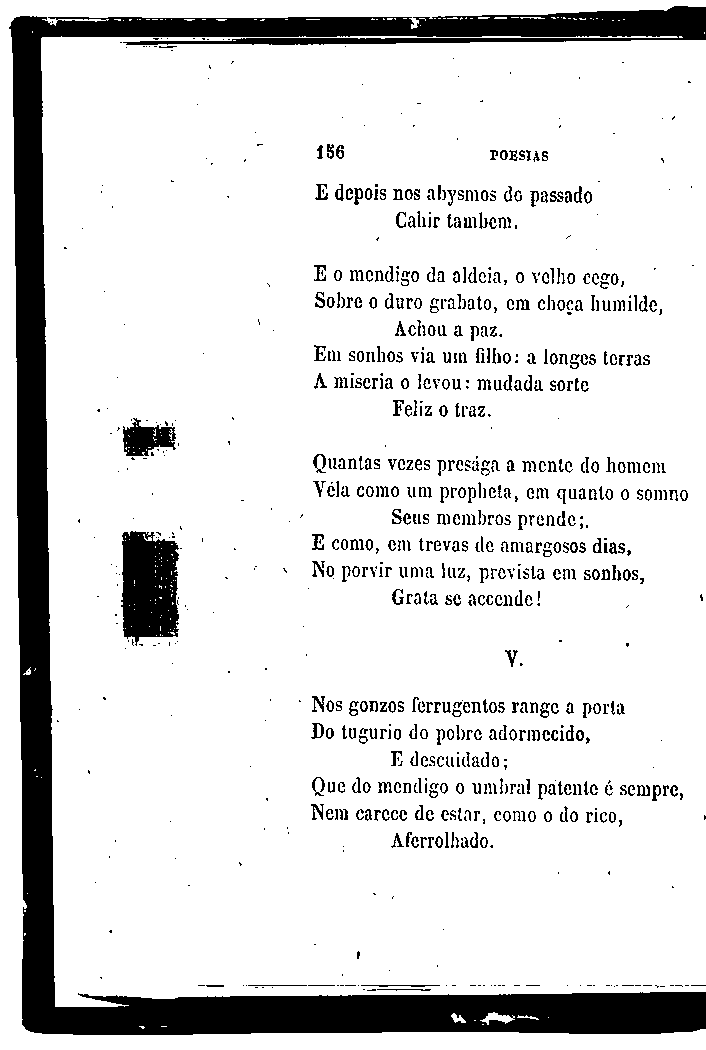 156 POESIAS
E depois nos abysmos do passado
Cahir tambem.
E o mendigo da aldeia, o velho cego,
Sobre o duro grabato, em choça humilde,
Achou a paz.
Em sonhos via um filho: a longes terras
A miseria o levou: mudada sorte
Feliz o traz.
Quantas vezes preságа a mente do homem
Véla como um propheta, em quanto o somno
Seus membros prende;
E como, em trevas de amargosos dias,
No porvir uma luz, prevista em sonhos,
Grata se accende!
V.
Nos gonzos ferrugentos range a porta
Do tugurio do pobre adormecido,
E descuidado;
Que do mendigo o umbral patente é sempre,
Nem carece de estar, como o do rico,
Aferrolhado.